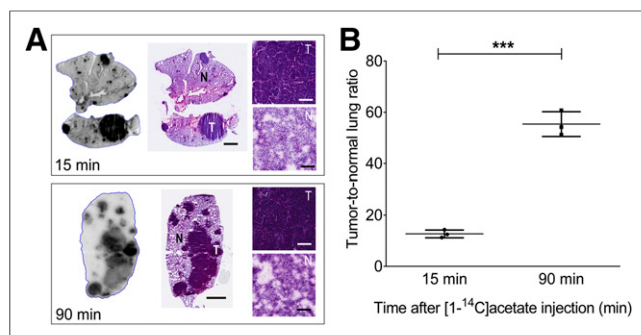 A
N
T
T
15 min
N
T
T
90 min
B
***
Tumor-to-normal lung ratio
80
60
40
20
0
15 min
90 min
Time after [1-¹⁴C]acetate injection (min)